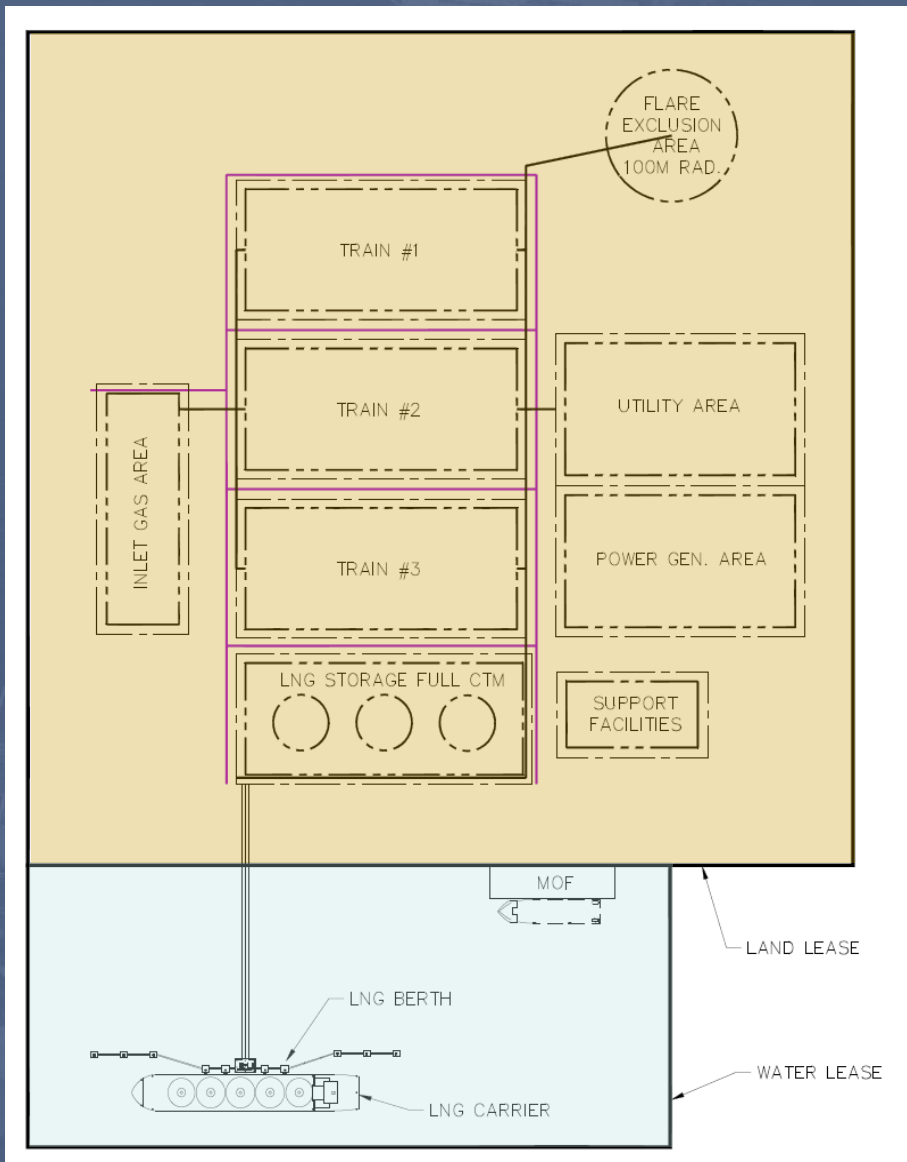 FLARE
EXCLUSION
AREA
100M RAD.
TRAIN #1
TRAIN #2
UTILITY AREA
INLET GAS AREA
TRAIN #3
POWER GEN. AREA
LNG STORAGE FULL CTM
SUPPORT
FACILITIES
MOF
LAND LEASE
LNG BERTH
WATER LEASE
LNG CARRIER